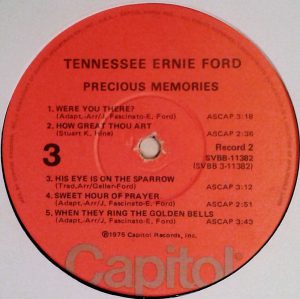 TENNESSEE ERNIE FORD
PRECIOUS MEMORIES
1. WERE YOU THERE?
(Adapt.-Arr/J. Fascinato-E. Ford) ASCAP 3:18
2. HOW GREAT THOU ART
(Stuart K. Hine) ASCAP 2:36
3 Record 2
SVBB-11382
(SVBB 3-11382)
3. HIS EYE IS ON THE SPARROW
(Trad.Arr/Geller-Ford) ASCAP 3:12
4. SWEET HOUR OF PRAYER
(Adapt.-Arr/J. Fascinato-E. Ford) ASCAP 2:51
5. WHEN THEY RING THE GOLDEN BELLS
(Adapt.-Arr/J. Fascinato-E. Ford) ASCAP 3:43
℗1975 Capitol Records, Inc.
Capitol